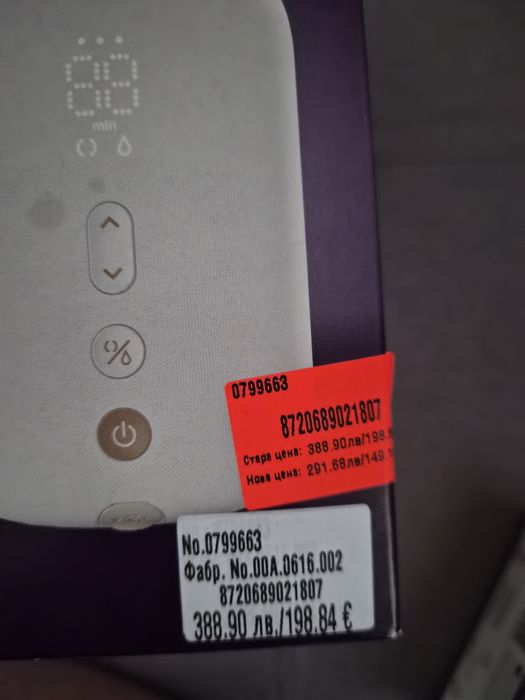 88
min
0799663
8720689021807
Стара цена: 388.90лв/198.8
Нова цена: 291.68лв/149.1
No.0799663
Фабр. No.00A.0616.002
8720689021807
388.90 лв./198.84 €